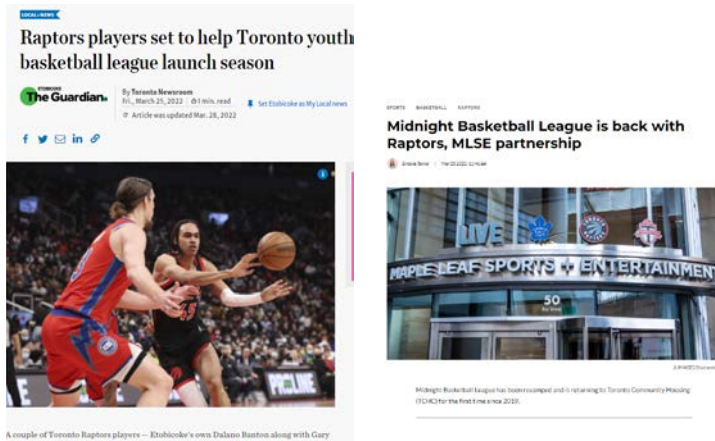 LOCAL-NEWS
Raptors players set to help Toronto youth
basketball league launch season
ETOBICOKE
The Guardian.
By Toronto Newsroom
Fri., March 25, 2022 1 min. read
Set Etobicoke as My Local news
Article was updated Mar. 28, 2022
45
PROLINE
A couple of Toronto Raptors players — Etobicoke's own Dalano Banton along with Gary
SPORTS BASKETBALL RAPTORS
Midnight Basketball League is back with
Raptors, MLSE partnership
LIVE
MAPLE LEAF SPORTS + ENTERTAINMENT
50
Bay Street
Midnight Basketball League has been revamped and is returning to Toronto Community Housing
(TCHC) for the first time since 2019.